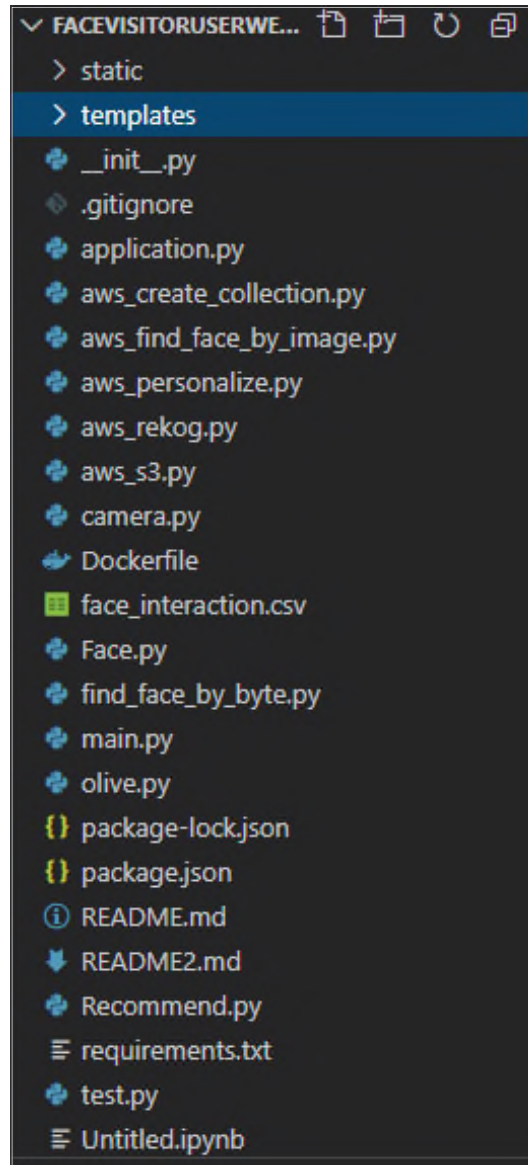 FACEVISITORUSERWE...
static
templates
__init__.py
.gitignore
application.py
aws_create_collection.py
aws_find_face_by_image.py
aws_personalize.py
aws_rekog.py
aws_s3.py
camera.py
Dockerfile
face_interaction.csv
Face.py
find_face_by_byte.py
main.py
olive.py
package-lock.json
package.json
README.md
README2.md
Recommend.py
requirements.txt
test.py
Untitled.ipynb